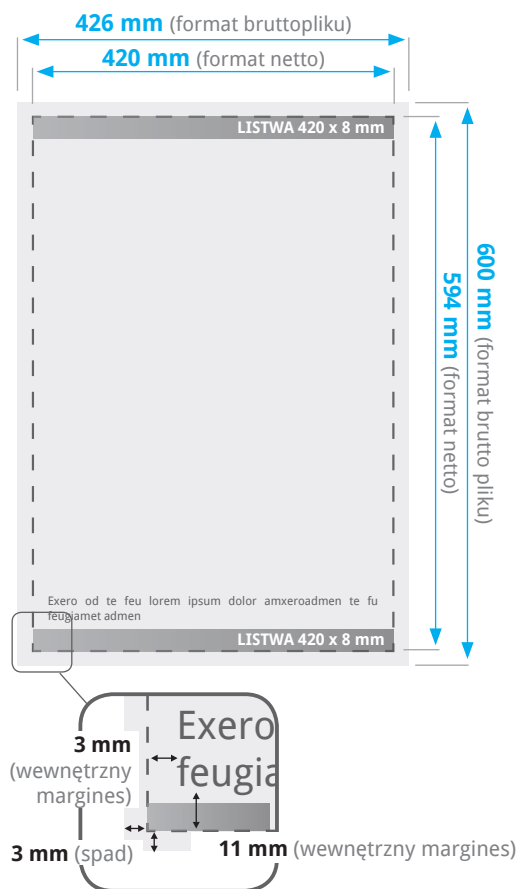 426 mm (format bruttopliku)
420 mm (format netto)
LISTWA 420 x 8 mm
600 mm (format brutto pliku)
594 mm (format netto)
Exero od te feu lorem ipsum dolor amxeroadmen te fu
feugiamet admen
LISTWA 420 x 8 mm
Exero
feugia
3 mm
(wewnętrzny
margines)
3 mm (spad)
11 mm (wewnętrzny margines)